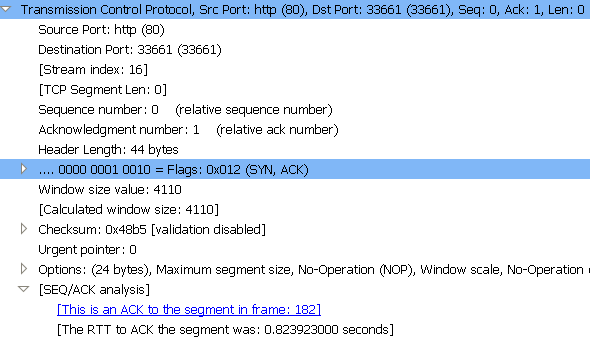 Transmission Control Protocol, Src Port: http (80), Dst Port: 33661 (33661), Seq: 0, Ack: 1, Len: 0
Source Port: http (80)
Destination Port: 33661 (33661)
[Stream index: 16]
[TCP Segment Len: 0]
Sequence number: 0    (relative sequence number)
Acknowledgment number: 1    (relative ack number)
Header Length: 44 bytes
.... 0000 0001 0010 = Flags: 0x012 (SYN, ACK)
Window size value: 4110
[Calculated window size: 4110]
Checksum: 0x48b5 [validation disabled]
Urgent pointer: 0
Options: (24 bytes), Maximum segment size, No-Operation (NOP), Window scale, No-Operation (
[SEQ/ACK analysis]
[This is an ACK to the segment in frame: 182]
[The RTT to ACK the segment was: 0.823923000 seconds]